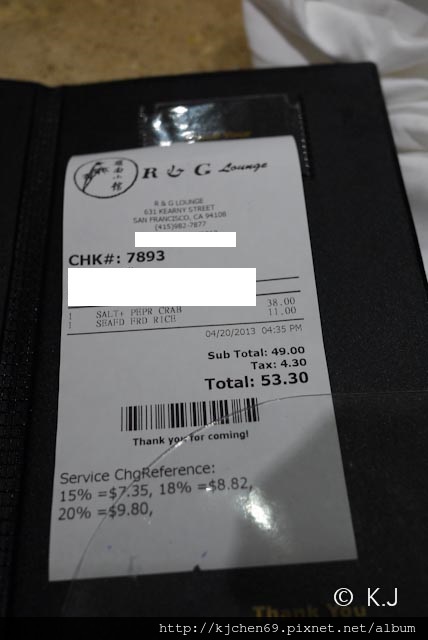 R & G Lounge
R & G LOUNGE
631 KEARNY STREET
SAN FRANCISCO, CA 94108
(415)982-7877
CHK#: 7893
1 SALT+ PEPR CRAB 38.00
1 SEAFD FRD RICE 11.00
04/20/2013 04:35 PM
Sub Total: 49.00
Tax: 4.30
Total: 53.30
Thank you for coming!
Service ChgReference:
15% =$7.35, 18% =$8.82,
20% =$9.80,
Thank You
© K.J
http://kjchen69.pixnet.net/album